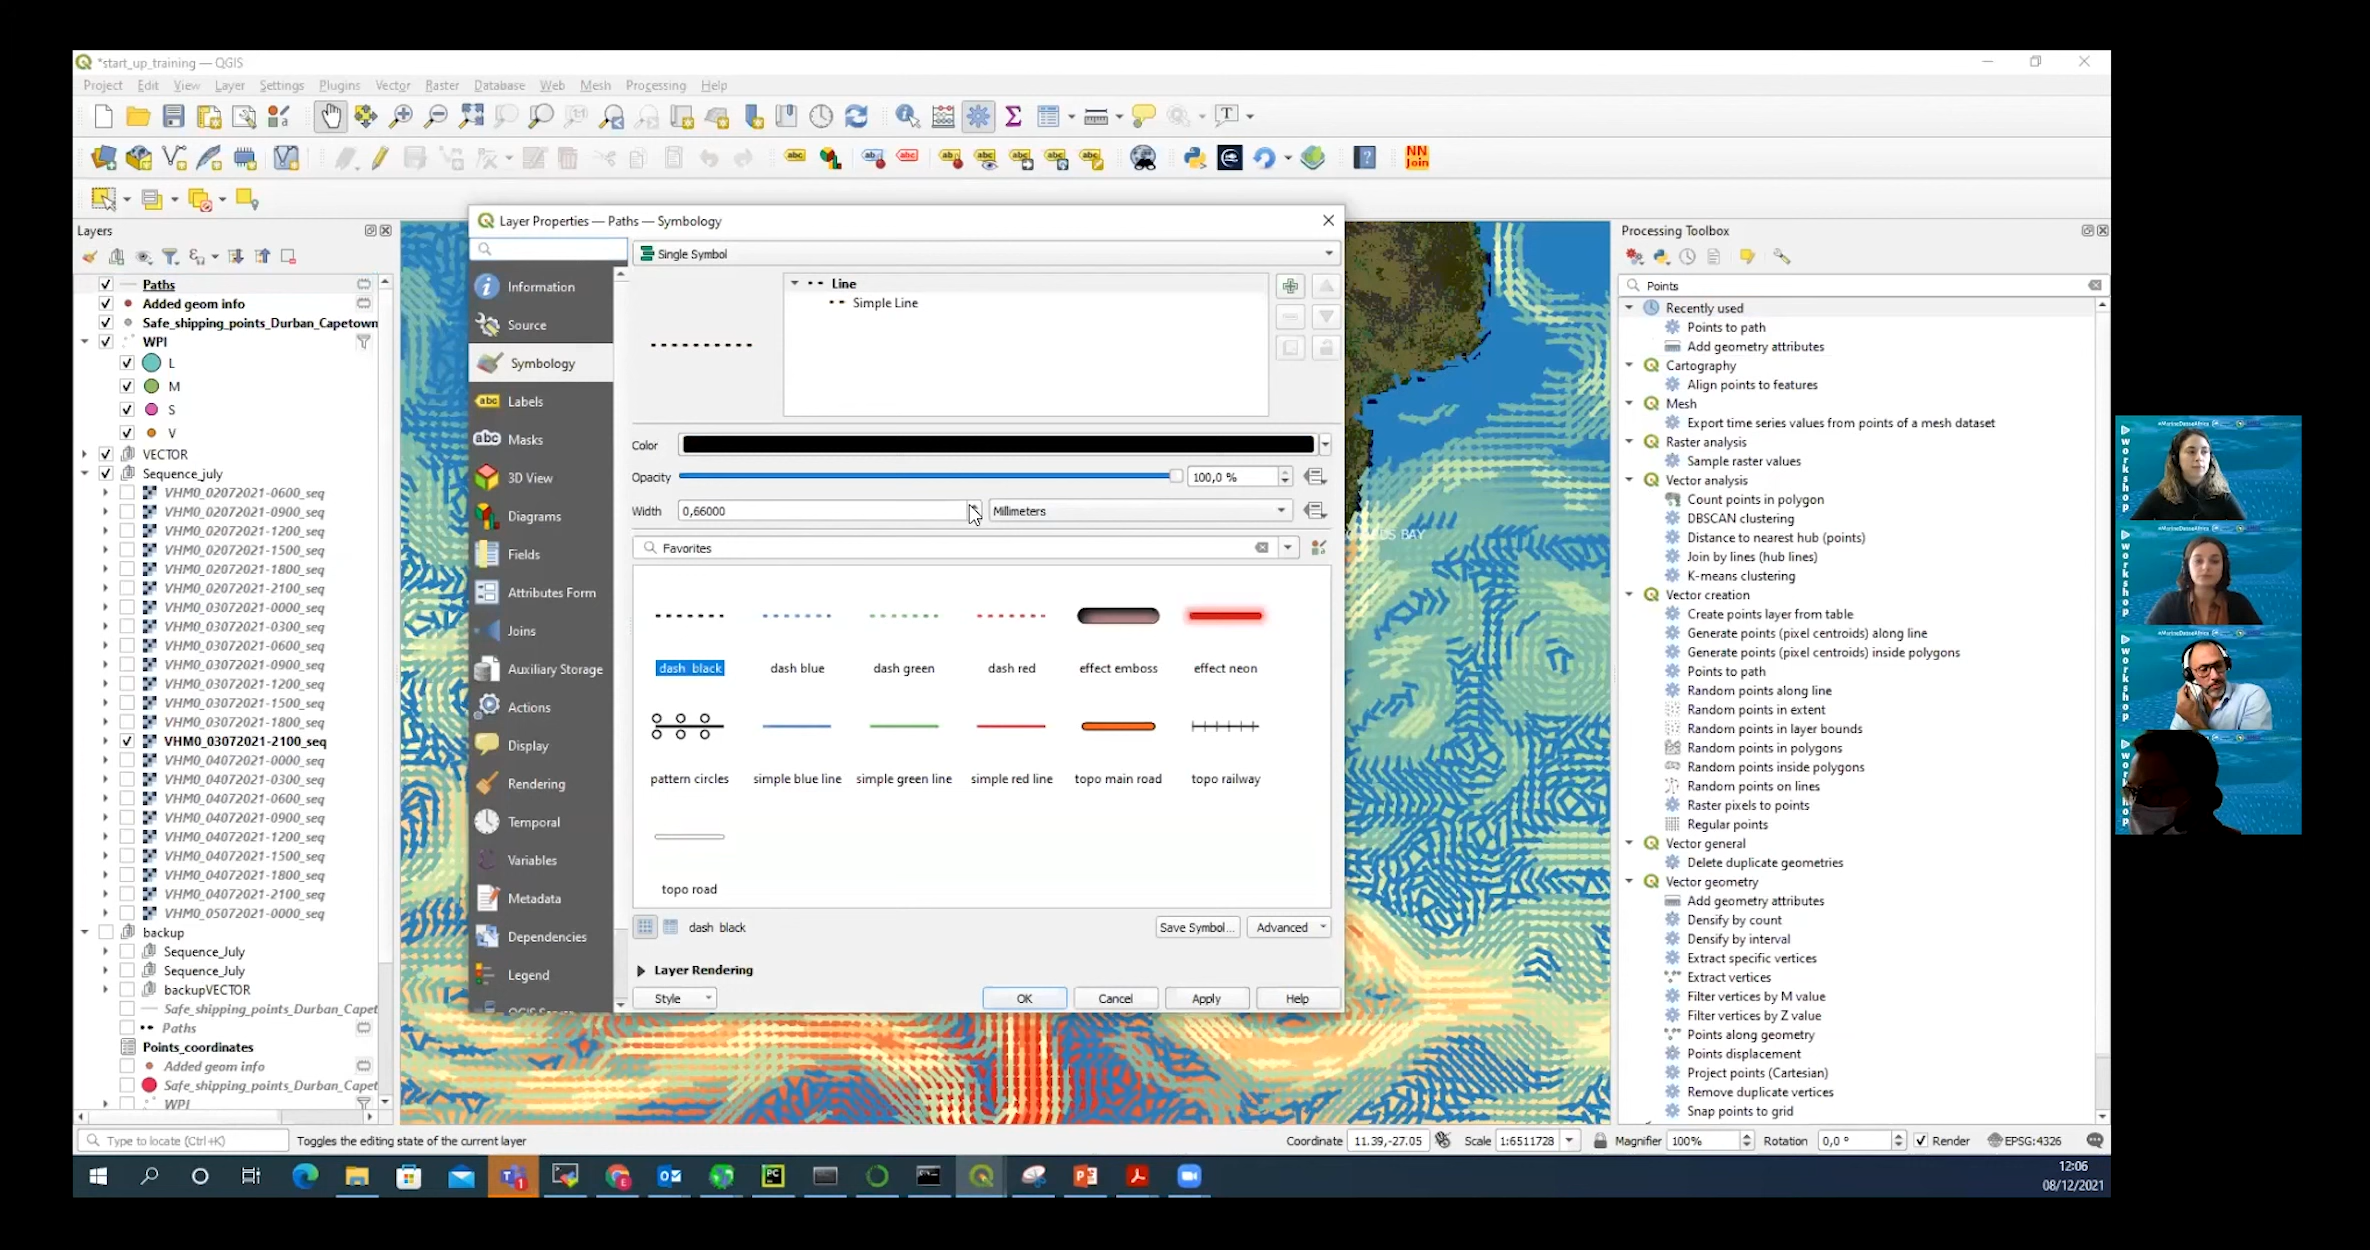 *start_up_training — QGIS
Project Edit View Layer Settings Plugins Vector Raster Database Web Mesh Processing Help
NN
Join
Layers
Paths
Added geom info
Safe_shipping_points_Durban_Capetown
WPI
L
M
S
V
VECTOR
Sequence_july
VHM0_02072021-0600_seq
VHM0_02072021-0900_seq
VHM0_02072021-1200_seq
VHM0_02072021-1500_seq
VHM0_02072021-1800_seq
VHM0_02072021-2100_seq
VHM0_03072021-0000_seq
VHM0_03072021-0300_seq
VHM0_03072021-0600_seq
VHM0_03072021-0900_seq
VHM0_03072021-1200_seq
VHM0_03072021-1500_seq
VHM0_03072021-1800_seq
VHM0_03072021-2100_seq
VHM0_04072021-0000_seq
VHM0_04072021-0300_seq
VHM0_04072021-0600_seq
VHM0_04072021-0900_seq
VHM0_04072021-1200_seq
VHM0_04072021-1500_seq
VHM0_04072021-1800_seq
VHM0_04072021-2100_seq
VHM0_05072021-0000_seq
backup
Sequence_July
Sequence_July
backupVECTOR
Safe_shipping_points_Durban_Capet
Paths
Points_coordinates
Added geom info
Safe_shipping_points_Durban_Capet
WPI
Layer Properties — Paths — Symbology
Information
Source
Symbology
Labels
Masks
3D View
Diagrams
Fields
Attributes Form
Joins
Auxiliary Storage
Actions
Display
Rendering
Temporal
Variables
Metadata
Dependencies
Legend
QGIS Server
Single Symbol
Line
Simple Line
Color
Opacity 100,0 %
Width 0,66000 Millimeters
Favorites
dash black dash blue dash green dash red effect emboss effect neon
pattern circles simple blue line simple green line simple red line topo main road topo railway
topo road
dash black Save Symbol... Advanced
Layer Rendering
Style OK Cancel Apply Help
BAY
Processing Toolbox
Points
Recently used
Points to path
Add geometry attributes
Cartography
Align points to features
Mesh
Export time series values from points of a mesh dataset
Raster analysis
Sample raster values
Vector analysis
Count points in polygon
DBSCAN clustering
Distance to nearest hub (points)
Join by lines (hub lines)
K-means clustering
Vector creation
Create points layer from table
Generate points (pixel centroids) along line
Generate points (pixel centroids) inside polygons
Points to path
Random points along line
Random points in extent
Random points in layer bounds
Random points in polygons
Random points inside polygons
Random points on lines
Raster pixels to points
Regular points
Vector general
Delete duplicate geometries
Vector geometry
Add geometry attributes
Densify by count
Densify by interval
Extract specific vertices
Extract vertices
Filter vertices by M value
Filter vertices by Z value
Points along geometry
Points displacement
Project points (Cartesian)
Remove duplicate vertices
Snap points to grid
Type to locate (Ctrl+K) Toggles the editing state of the current layer Coordinate 11.39,-27.05 Scale 1:6511728 Magnifier 100% Rotation 0,0 ° Render EPSG:4326
12:06
08/12/2021
workshop
workshop
workshop
workshop